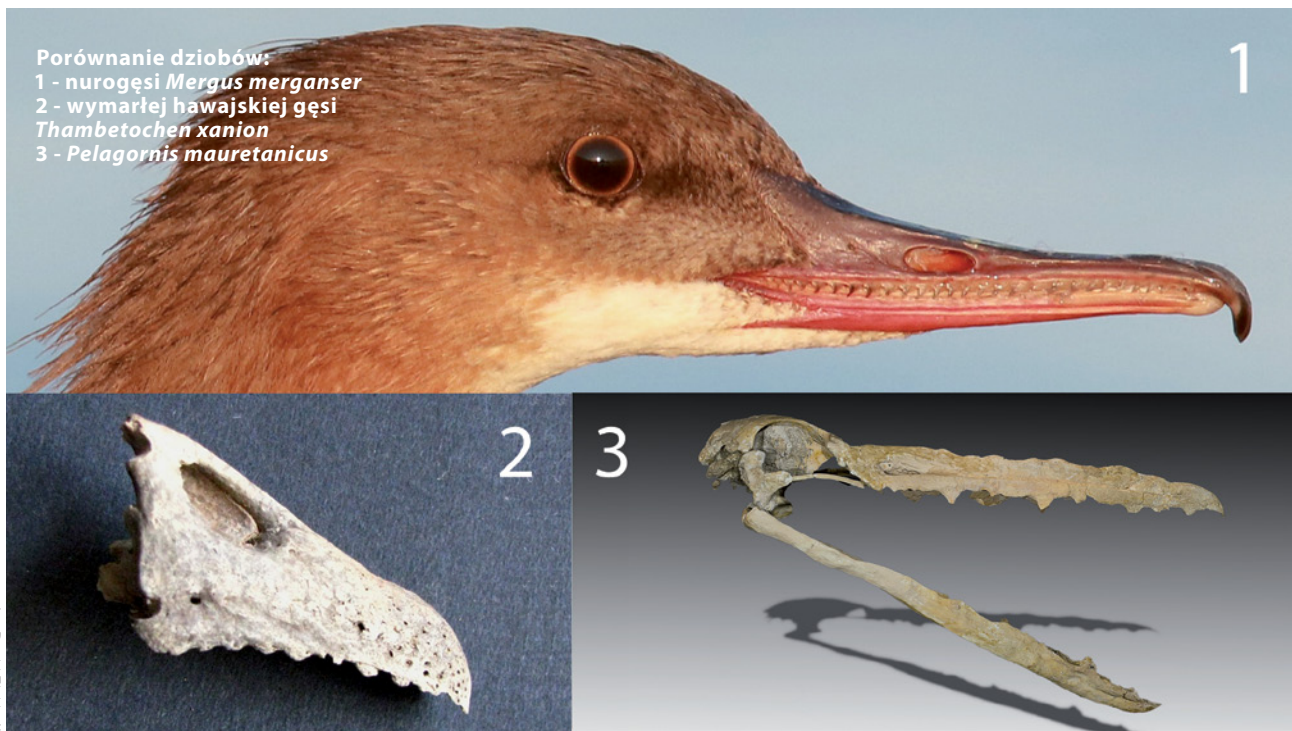 Porównanie dziobów:
1 - nurogęsi Mergus merganser
2 - wymarłej hawajskiej gęsi
Thambetochen xanion
3 - Pelagornis mauretanicus
1
2
3